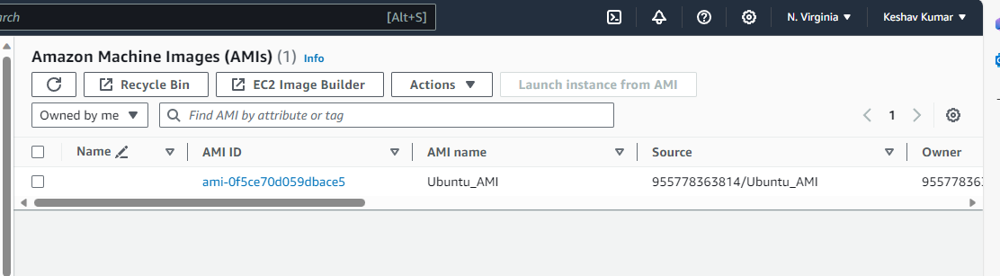 rch [Alt+S] N. Virginia Keshav Kumar
Amazon Machine Images (AMIs) (1) Info
Recycle Bin EC2 Image Builder Actions Launch instance from AMI
Owned by me Find AMI by attribute or tag 1
Name AMI ID AMI name Source Owner
ami-0f5ce70d059dbace5 Ubuntu_AMI 955778363814/Ubuntu_AMI 955778363